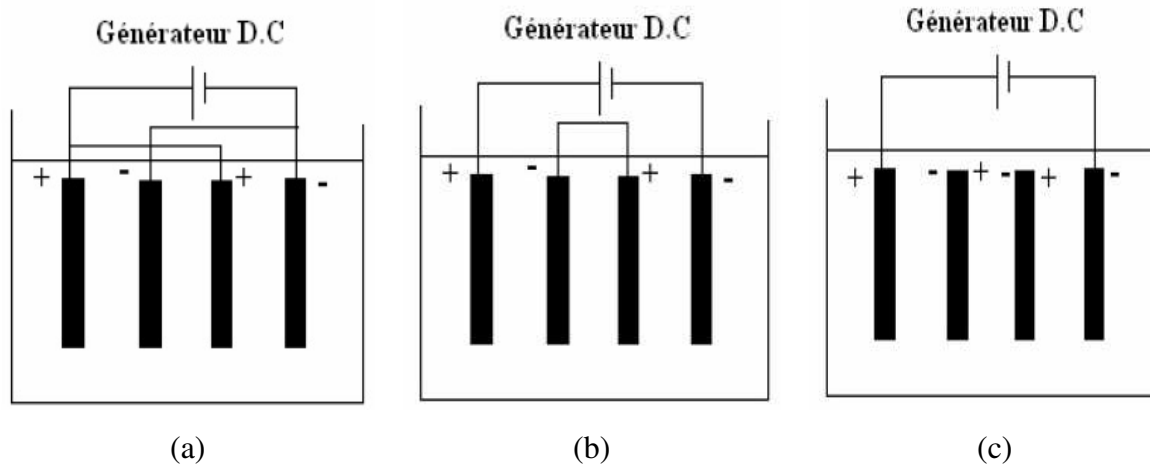 Générateur D.C
Générateur D.C
Générateur D.C
+ - + -
+ - + -
+ - + - + -
(a)
(b)
(c)